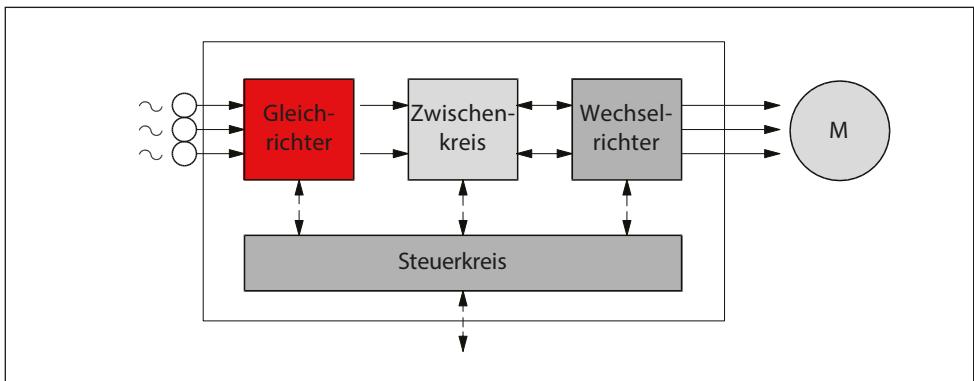 Gleich-
richter
Zwischen-
kreis
Wechsel-
richter
M
Steuerkreis